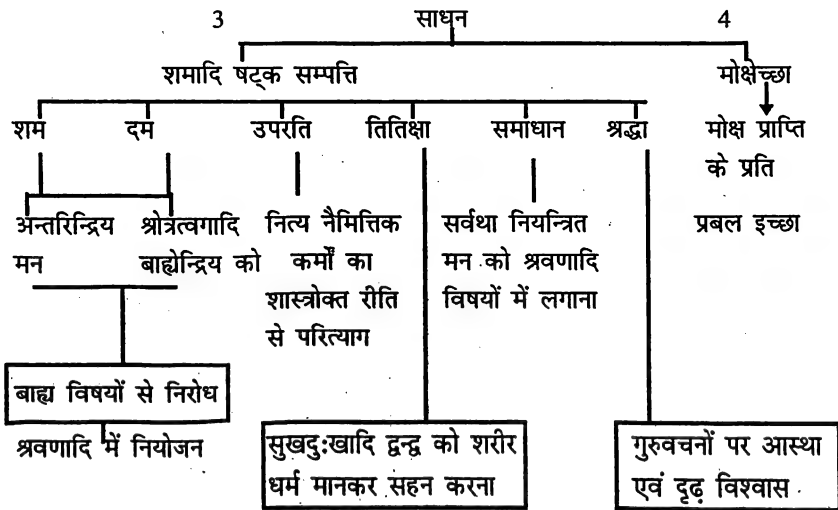 3 साधन 4
शमादि षट्क सम्पत्ति मोक्षेच्छा
शम दम उपरति तितिक्षा समाधान श्रद्धा मोक्ष प्राप्ति
के प्रति
प्रबल इच्छा
अन्तरिन्द्रिय
मन
श्रोत्रत्वगादि
बाह्येन्द्रिय को
नित्य नैमित्तिक
कर्मों का
शास्त्रोक्त रीति
से परित्याग
सर्वथा नियन्त्रित
मन को श्रवणादि
विषयों में लगाना
बाह्य विषयों से निरोध
श्रवणादि में नियोजन
सुखदुःखादि द्वन्द्व को शरीर
धर्म मानकर सहन करना
गुरुवचनों पर आस्था
एवं दृढ़ विश्वास